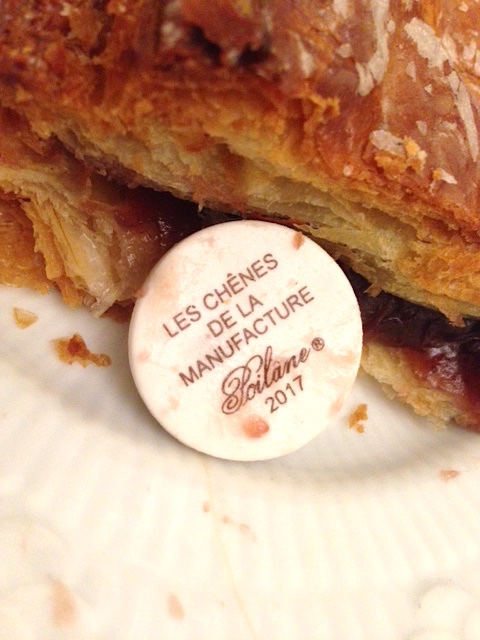 LES CHÊNES
DE LA
MANUFACTURE
Poilâne®
2017